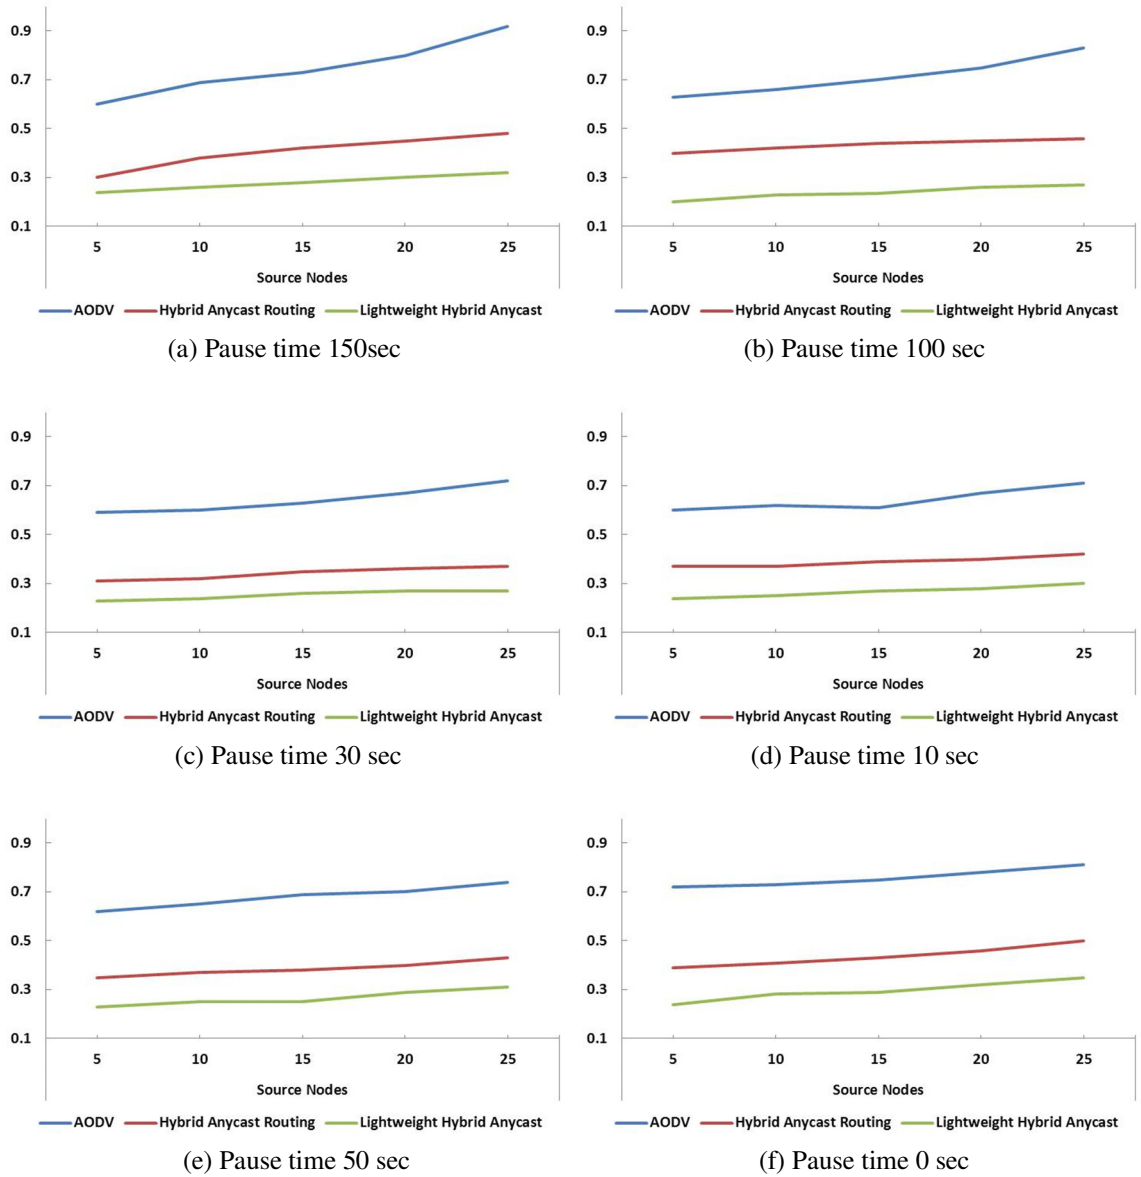 0.9
0.7
0.5
0.3
0.1
5 10 15 20 25
Source Nodes
AODV Hybrid Anycast Routing Lightweight Hybrid Anycast
(a) Pause time 150sec
0.9
0.7
0.5
0.3
0.1
5 10 15 20 25
Source Nodes
AODV Hybrid Anycast Routing Lightweight Hybrid Anycast
(b) Pause time 100 sec
0.9
0.7
0.5
0.3
0.1
5 10 15 20 25
Source Nodes
AODV Hybrid Anycast Routing Lightweight Hybrid Anycast
(c) Pause time 30 sec
0.9
0.7
0.5
0.3
0.1
5 10 15 20 25
Source Nodes
AODV Hybrid Anycast Routing Lightweight Hybrid Anycast
(d) Pause time 10 sec
0.9
0.7
0.5
0.3
0.1
5 10 15 20 25
Source Nodes
AODV Hybrid Anycast Routing Lightweight Hybrid Anycast
(e) Pause time 50 sec
0.9
0.7
0.5
0.3
0.1
5 10 15 20 25
Source Nodes
AODV Hybrid Anycast Routing Lightweight Hybrid Anycast
(f) Pause time 0 sec